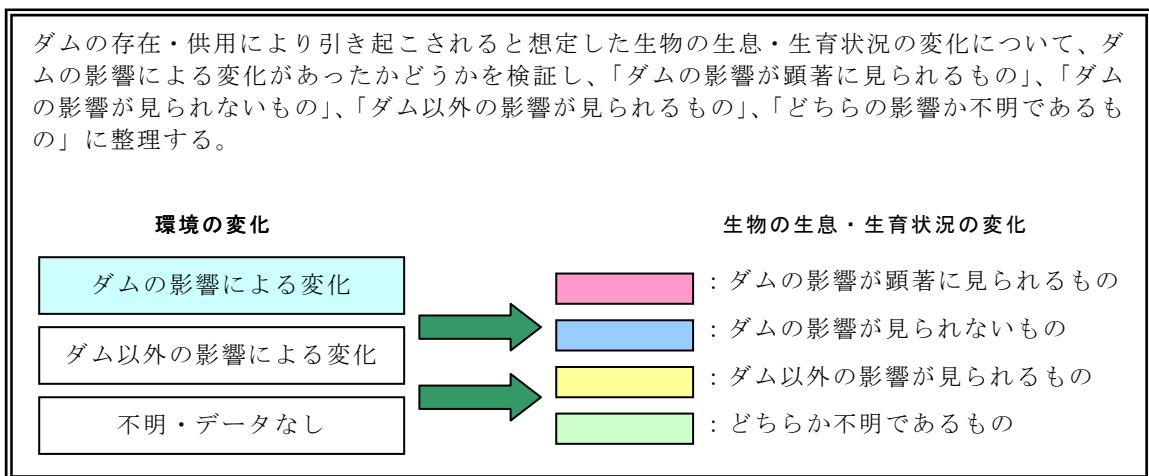 ダムの存在・供用により引き起こされると想定した生物の生息・生育状況の変化について、ダ
ムの影響による変化があったかどうかを検証し、「ダムの影響が顕著に見られるもの」、「ダム
の影響が見られないもの」、「ダム以外の影響が見られるもの」、「どちらの影響か不明であるも
の」に整理する。
環境の変化
ダムの影響による変化
ダム以外の影響による変化
不明・データなし
生物の生息・生育状況の変化
：ダムの影響が顕著に見られるもの
：ダムの影響が見られないもの
：ダム以外の影響が見られるもの
：どちらか不明であるもの